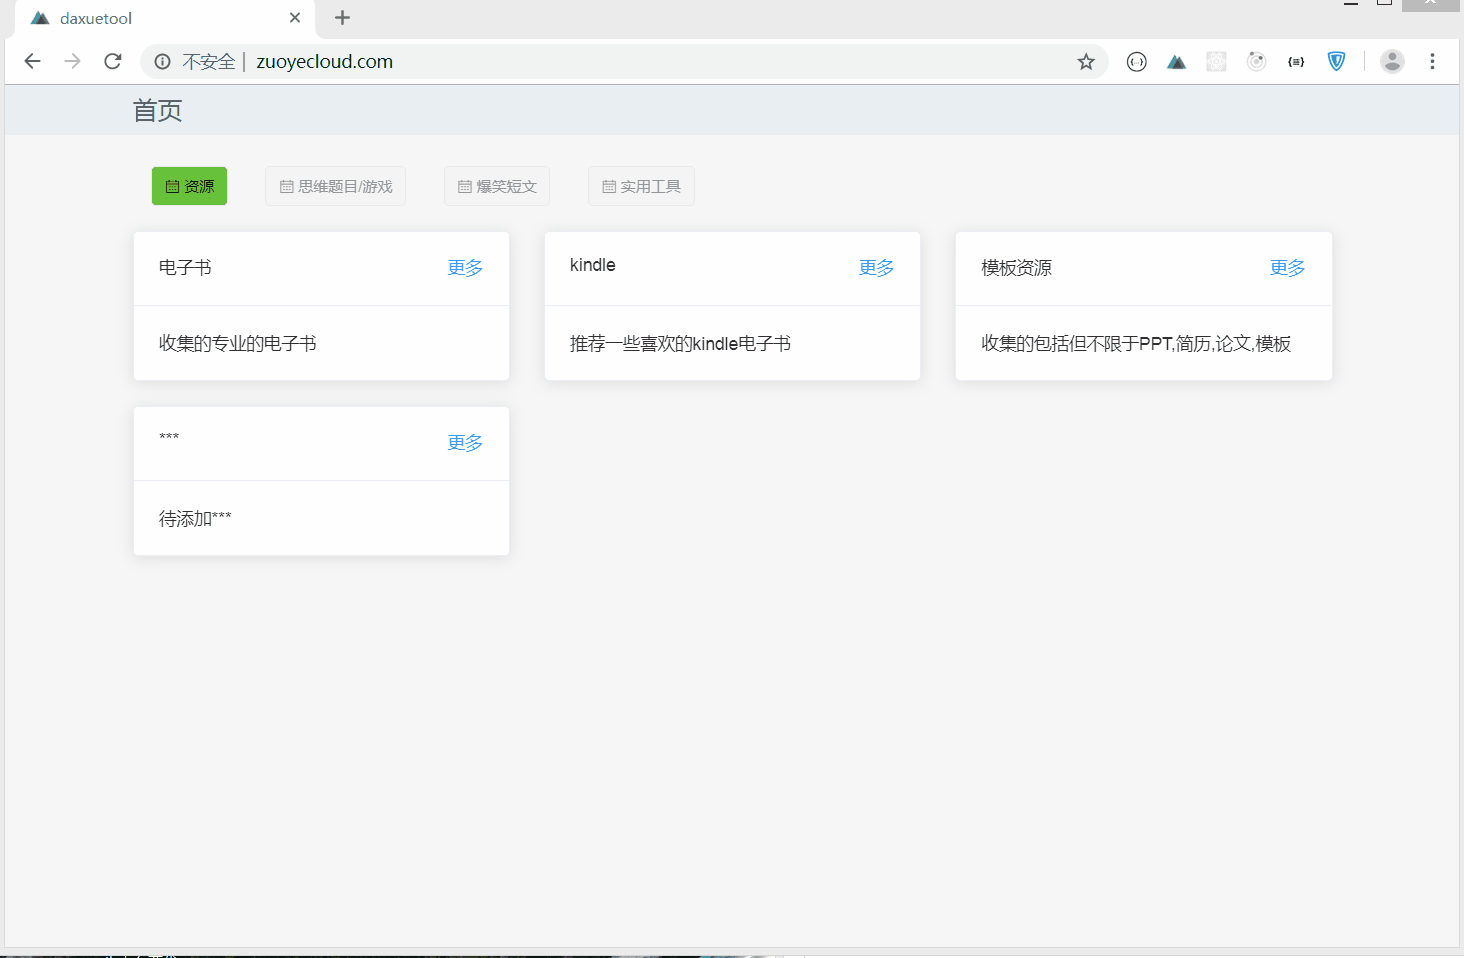 daxuetool
不安全 zuoyecloud.com
首页
资源 思维题目/游戏 爆笑短文 实用工具
电子书 更多
收集的专业的电子书
kindle 更多
推荐一些喜欢的kindle电子书
模板资源 更多
收集的包括但不限于PPT,简历,论文,模板
*** 更多
待添加***